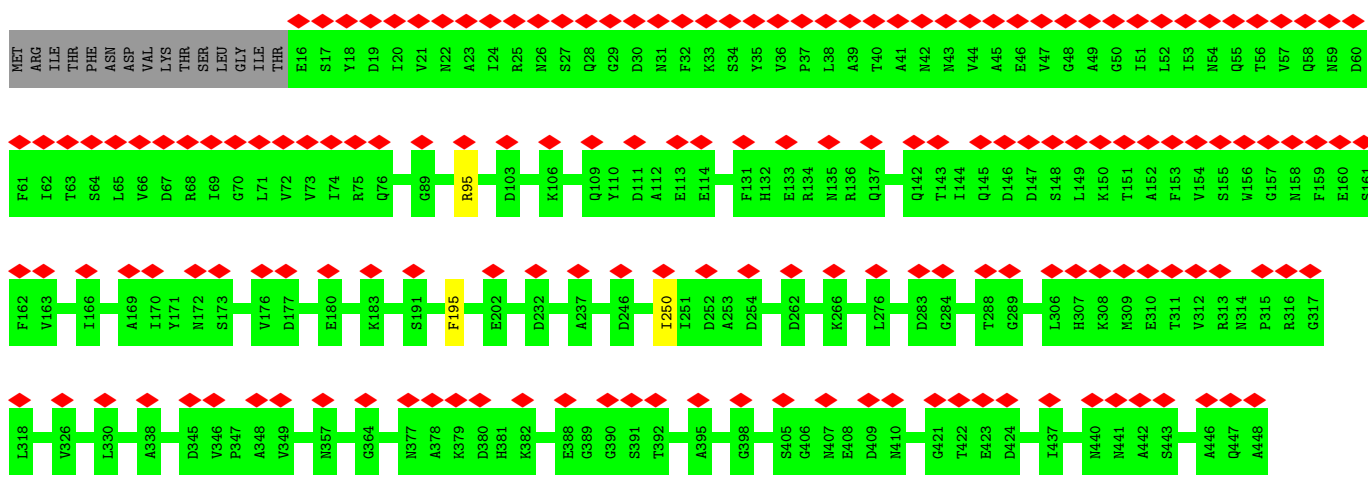 MET ARG ILE THR PHE ASN ASP VAL LYS THR SER LEU GLY ILE THR E16 S17 Y18 D19 I20 V21 N22 A23 I24 R25 N26 S27 Q28 G29 D30 N31 F32 K33 S34 Y35 V36 P37 L38 A39 T40 A41 N42 N43 V44 A45 E46 V47 G48 A49 G50 I51 L52 I53 N54 Q55 T56 V57 Q58 N59 D60
F61 I62 T63 S64 L65 V66 D67 R68 I69 G70 L71 V72 V73 I74 R75 Q76 G89 R95 D103 K106 Q109 Y110 D111 A112 E113 E114 F131 H132 E133 R134 N135 R136 Q137 Q142 T143 I144 Q145 D146 D147 S148 L149 K150 T151 A152 F153 V154 S155 W156 G157 N158 F159 E160 S161
F162 V163 I166 A169 I170 Y171 N172 S173 V176 D177 E180 K183 S191 F195 E202 D232 A237 D246 I250 I251 D252 A253 D254 D262 K266 L276 D283 G284 T288 G289 L306 H307 K308 M309 E310 T311 V312 R313 N314 P315 R316 G317
L318 V326 L330 A338 D345 V346 P347 A348 V349 N357 G364 N377 A378 K379 D380 H381 K382 E388 G389 G390 S391 T392 A395 G398 S405 G406 N407 E408 D409 N410 G421 T422 E423 D424 I437 N440 N441 A442 S443 A446 Q447 A448